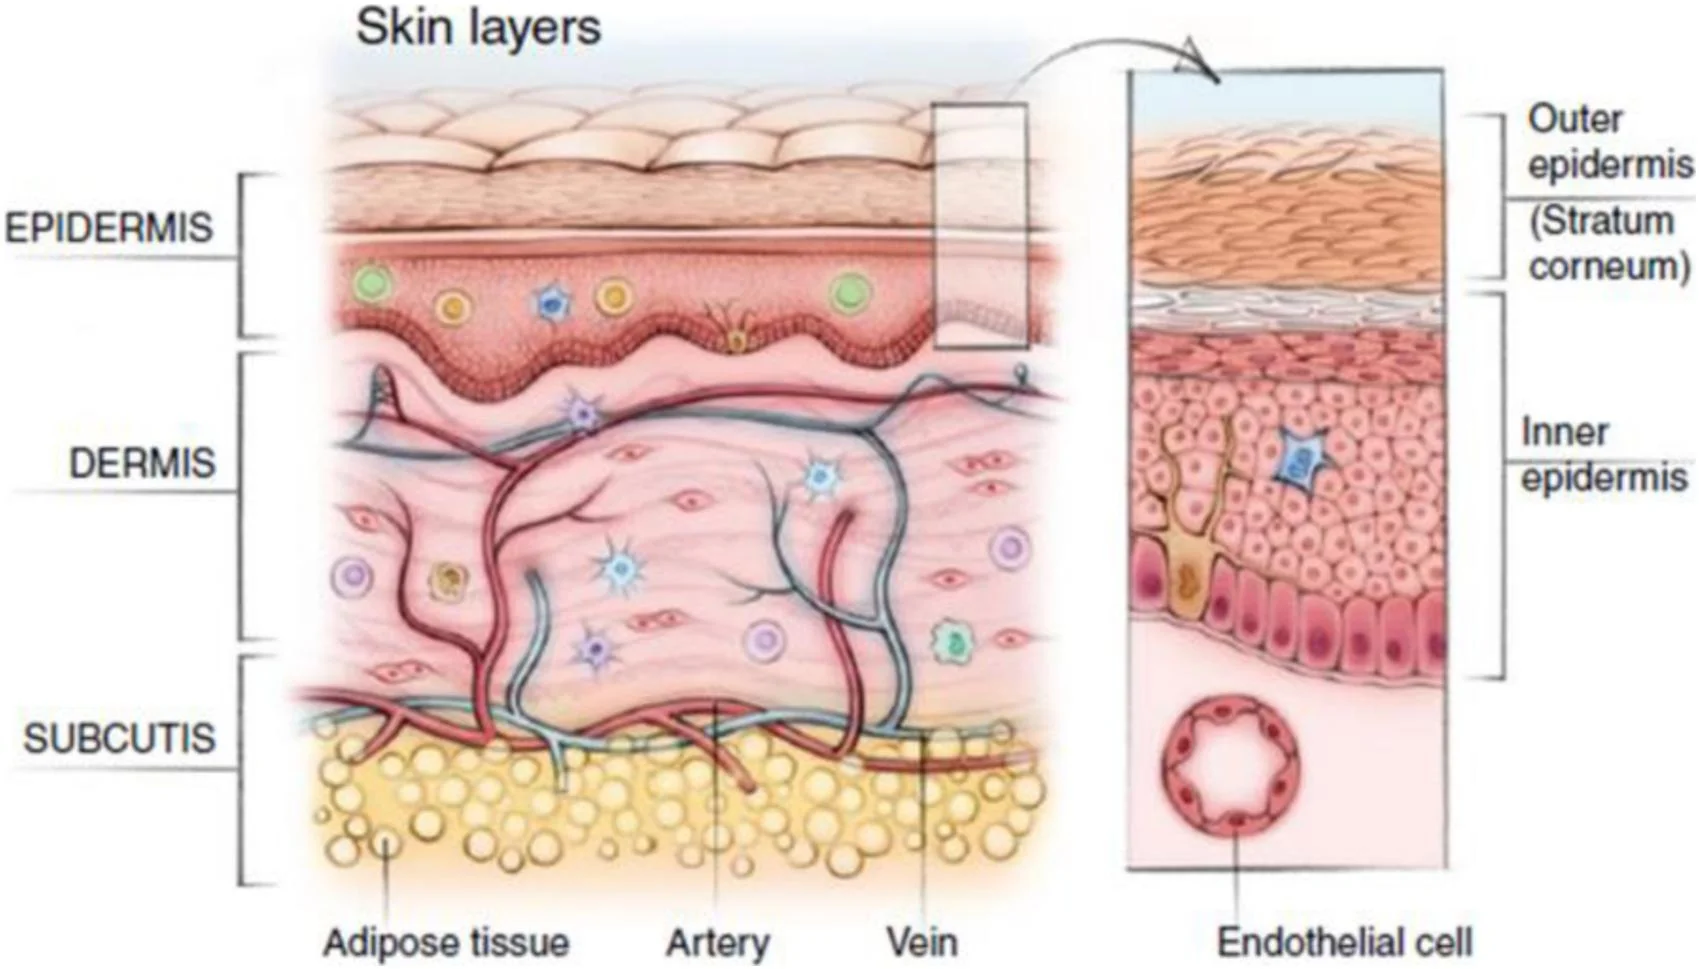 Skin layers
EPIDERMIS
DERMIS
SUBCUTIS
Outer
epidermis
(Stratum
corneum)
Inner
epidermis
Adipose tissue
Artery
Vein
Endothelial cell